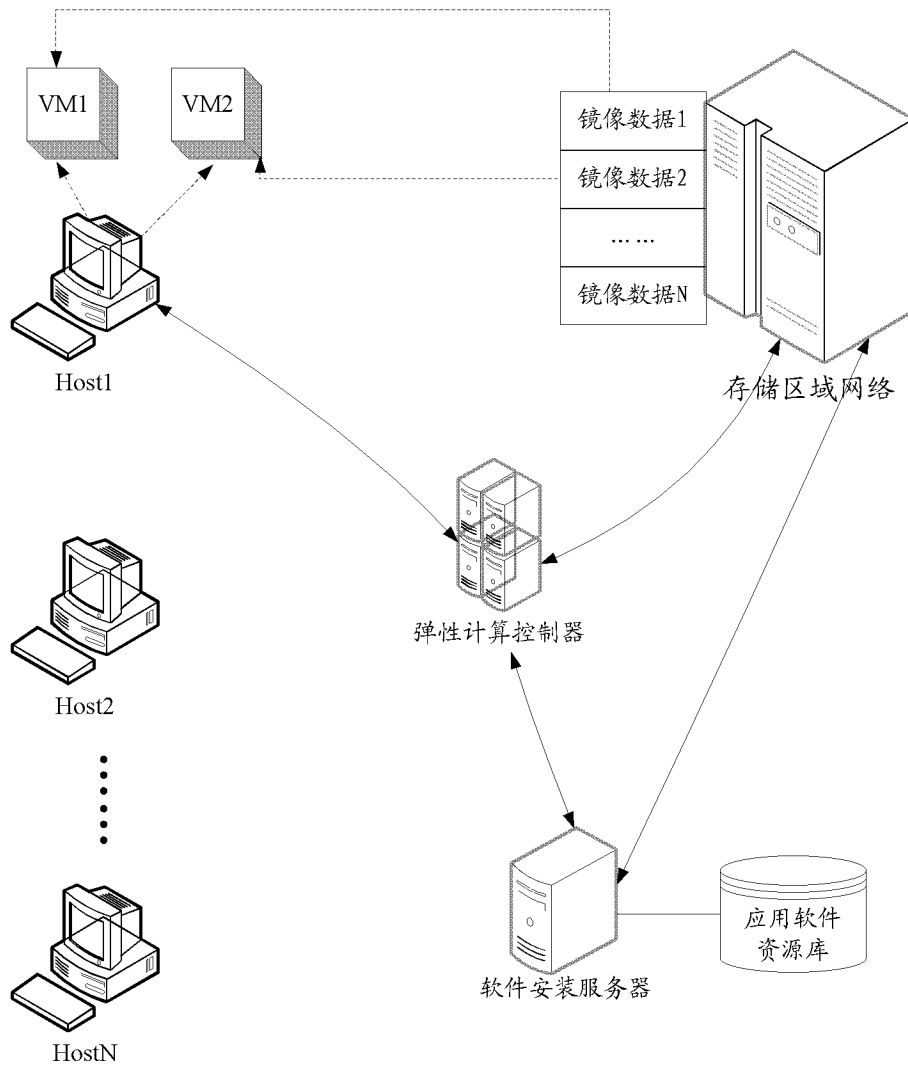 VM1
VM2
镜像数据1
镜像数据2
... ...
镜像数据N
Host1
存储区域网络
弹性计算控制器
Host2
应用软件
资源库
软件安装服务器
HostN